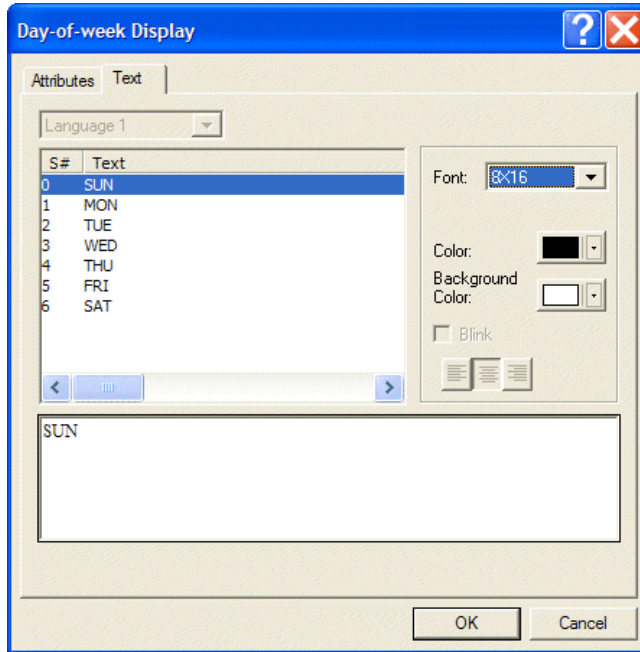 Day-of-week Display
Attributes Text
Language 1
S# Text
0 SUN
1 MON
2 TUE
3 WED
4 THU
5 FRI
6 SAT
Font: 8X16
Color:
Background
Color:
Blink
SUN
OK Cancel